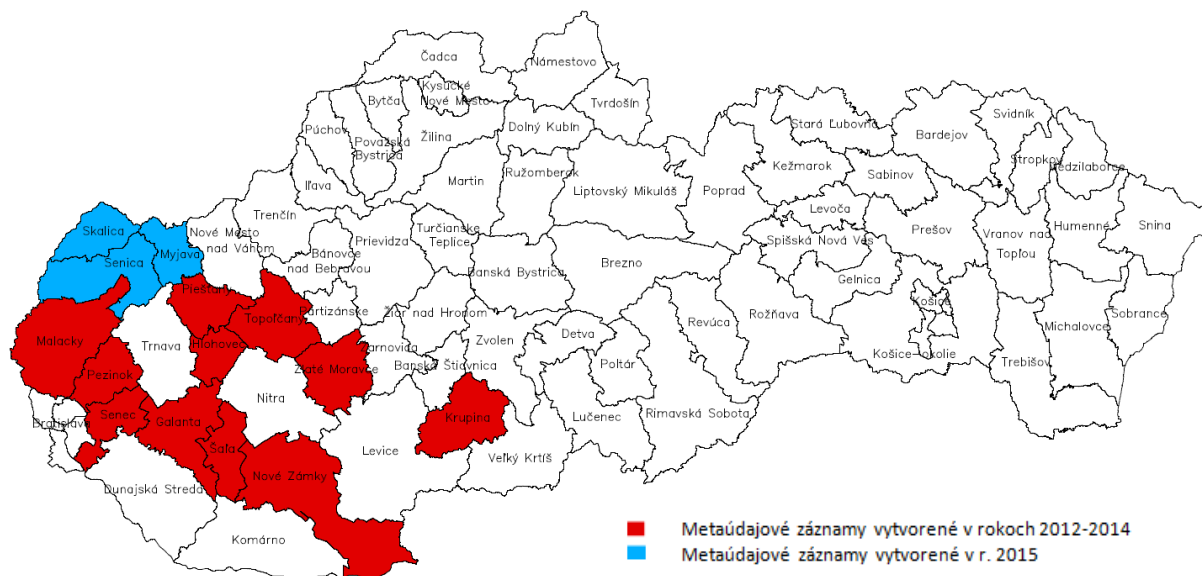 Čadca
Námestovo
Kysucké
Nové Mesto
Bytča
Tvrdošín
Púchov
Považská
Bystrica
Žilina
Dolný Kubín
Stará Ľubovňa
Bardejov
Svidník
Stropkov
Medzilaborce
Iľava
Martin
Ružomberok
Liptovský Mikuláš
Poprad
Kežmarok
Sabinov
Trenčín
Levoča
Skalica
Nové Mesto
nad Váhom
Myjava
Senica
Bánovce
nad Bebravou
Prievidza
Turčianske
Teplice
Banská Bystrica
Brezno
Spišská Nová Ves
Prešov
Vranov nad
Topľou
Humenné
Snina
Gelnica
Piešťany
Topoľčany
Partizánske
Žiar nad Hronom
Zvolen
Detva
Revúca
Rožňava
Košice
Košice-okolie
Michalovce
Sobrance
Trebišov
Malacky
Trnava
Hlohovec
Zlaté Moravce
Žarnovica
Banská Štiavnica
Poltár
Pezinok
Nitra
Krupina
Lučenec
Rimavská Sobota
Bratislava
Senec
Galanta
Šaľa
Levice
Veľký Krtíš
Nové Zámky
Dunajská Streda
Komárno
Metaúdajové záznamy vytvorené v rokoch 2012-2014
Metaúdajové záznamy vytvorené v r. 2015